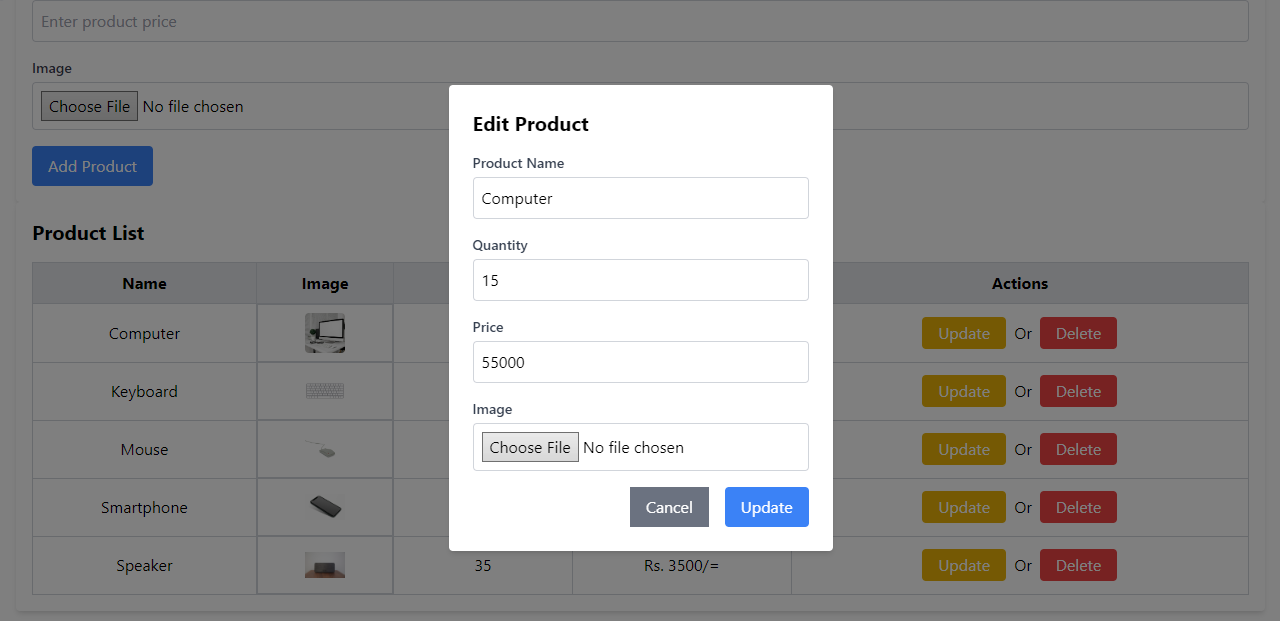 Enter product price
Image
Choose File No file chosen
Add Product
Product List
Name Image Actions
Computer Update Or Delete
Keyboard Update Or Delete
Mouse Update Or Delete
Smartphone Update Or Delete
Speaker 35 Rs. 3500/= Update Or Delete
Edit Product
Product Name
Computer
Quantity
15
Price
55000
Image
Choose File No file chosen
Cancel Update